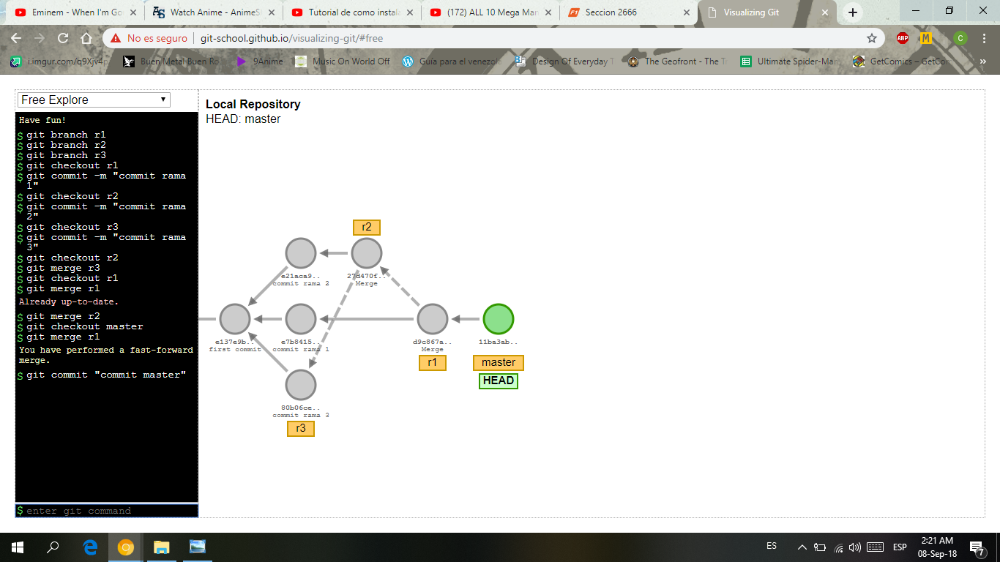 Eminem - When I'm Go
Watch Anime - AnimeS
Tutorial de como instala
(172) ALL 10 Mega Man
F1 Seccion 2666
Visualizing Git
No es seguro | git-school.github.io/visualizing-git/#free
ABP
M
C
i.imgur.com/q9Xjv4p
Buen Metal Buen Ro
9Anime
Music On World Off
Guía para el venezola
Design Of Everyday T
The Geofront - The T
Ultimate Spider-Man
GetComics – GetCo
»
Free Explore
Have fun!
$ git branch r1
$ git branch r2
$ git branch r3
$ git checkout r1
$ git commit -m "commit rama
1"
$ git checkout r2
$ git commit -m "commit rama
2"
$ git checkout r3
$ git commit -m "commit rama
3"
$ git checkout r2
$ git merge r3
$ git checkout r1
$ git merge r1
Already up-to-date.
$ git merge r2
$ git checkout master
$ git merge r1
You have performed a fast-forward
merge.
$ git commit "commit master"
$ enter git command
Local Repository
HEAD: master
r2
e21aca9..
commit rama 2
27d470f..
Merge
e137e9b..
first commit
e7b8415..
commit rama 1
d9c867a..
Merge
r1
11ba3ab..
master
HEAD
80b06ce..
commit rama 3
r3
ES
ESP
2:21 AM
08-Sep-18
7